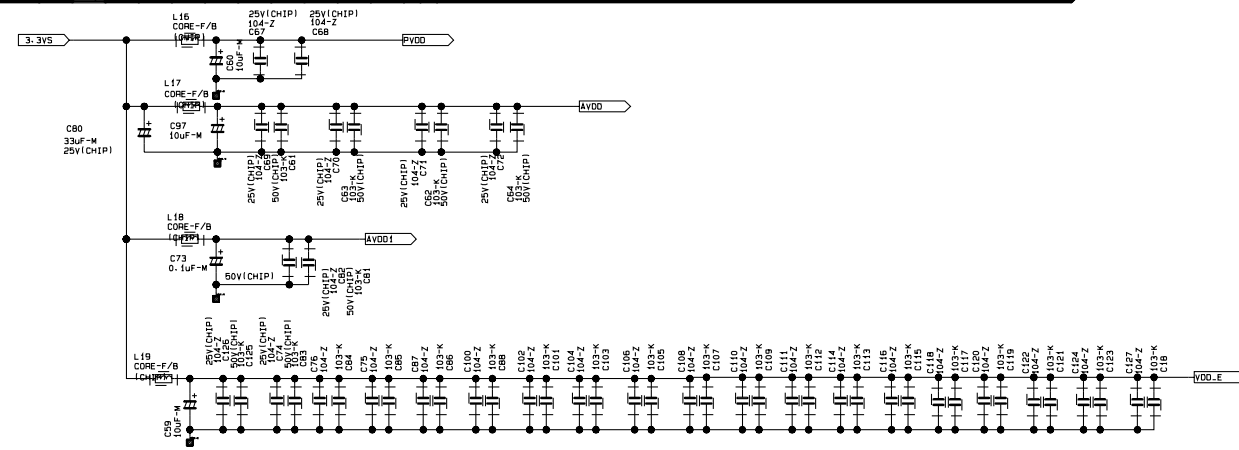 3.3VS
L16
CORE-F/B
(CHIP)
25V(CHIP)
104-Z
C67
25V(CHIP)
104-Z
C68
C60
10uF-M
PVDD
L17
CORE-F/B
(CHIP)
C80
33uF-M
25V(CHIP)
C97
10uF-M
AVDD
25V(CHIP)
104-Z
C69
50V(CHIP)
103-K
C61
25V(CHIP)
104-Z
C70
C63
103-K
50V(CHIP)
25V(CHIP)
104-Z
C71
C62
103-K
50V(CHIP)
25V(CHIP)
104-Z
C72
C64
103-K
50V(CHIP)
L18
CORE-F/B
(CHIP)
C73
0.1uF-M
50V(CHIP)
AVDD1
25V(CHIP)
104-Z
C82
50V(CHIP)
103-K
C81
L19
CORE-F/B
(CHIP)
C59
10uF-M
25V(CHIP)
104-Z
C126
50V(CHIP)
103-K
C125
25V(CHIP)
104-Z
C74
50V(CHIP)
103-K
C83
C76
104-Z
103-K
C84
C75
104-Z
103-K
C85
C87
104-Z
103-K
C86
C100
104-Z
103-K
C88
C102
104-Z
103-K
C101
C104
104-Z
103-K
C103
C106
104-Z
103-K
C105
C108
104-Z
103-K
C107
C110
104-Z
103-K
C109
C111
104-Z
103-K
C112
C114
104-Z
103-K
C113
C116
104-Z
103-K
C115
C118
104-Z
103-K
C117
C120
104-Z
103-K
C119
C122
104-Z
103-K
C121
C124
104-Z
103-K
C123
C127
104-Z
103-K
C18
VDD_E